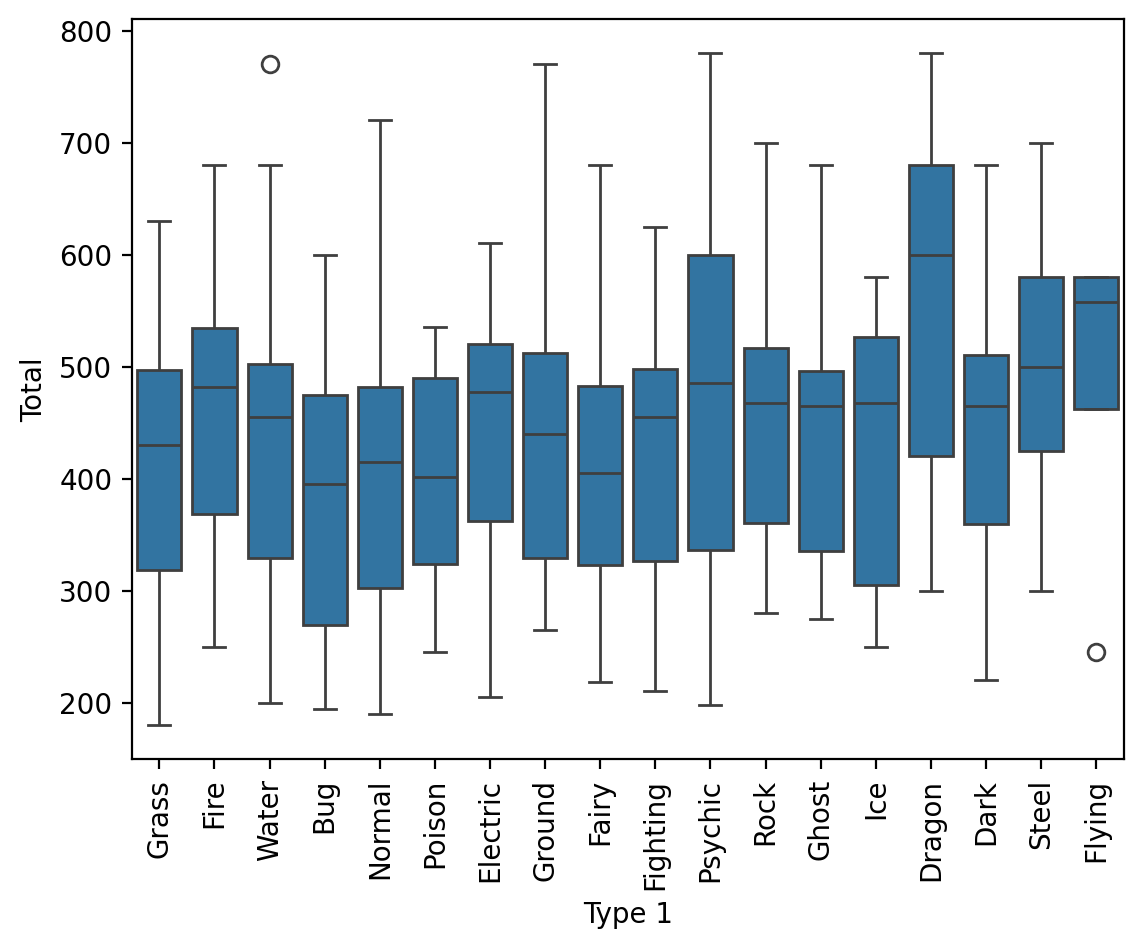 800
700
600
500
400
300
200
Total
Grass
Fire
Water
Bug
Normal
Poison
Electric
Ground
Fairy
Fighting
Psychic
Rock
Ghost
Ice
Dragon
Dark
Steel
Flying
Type 1